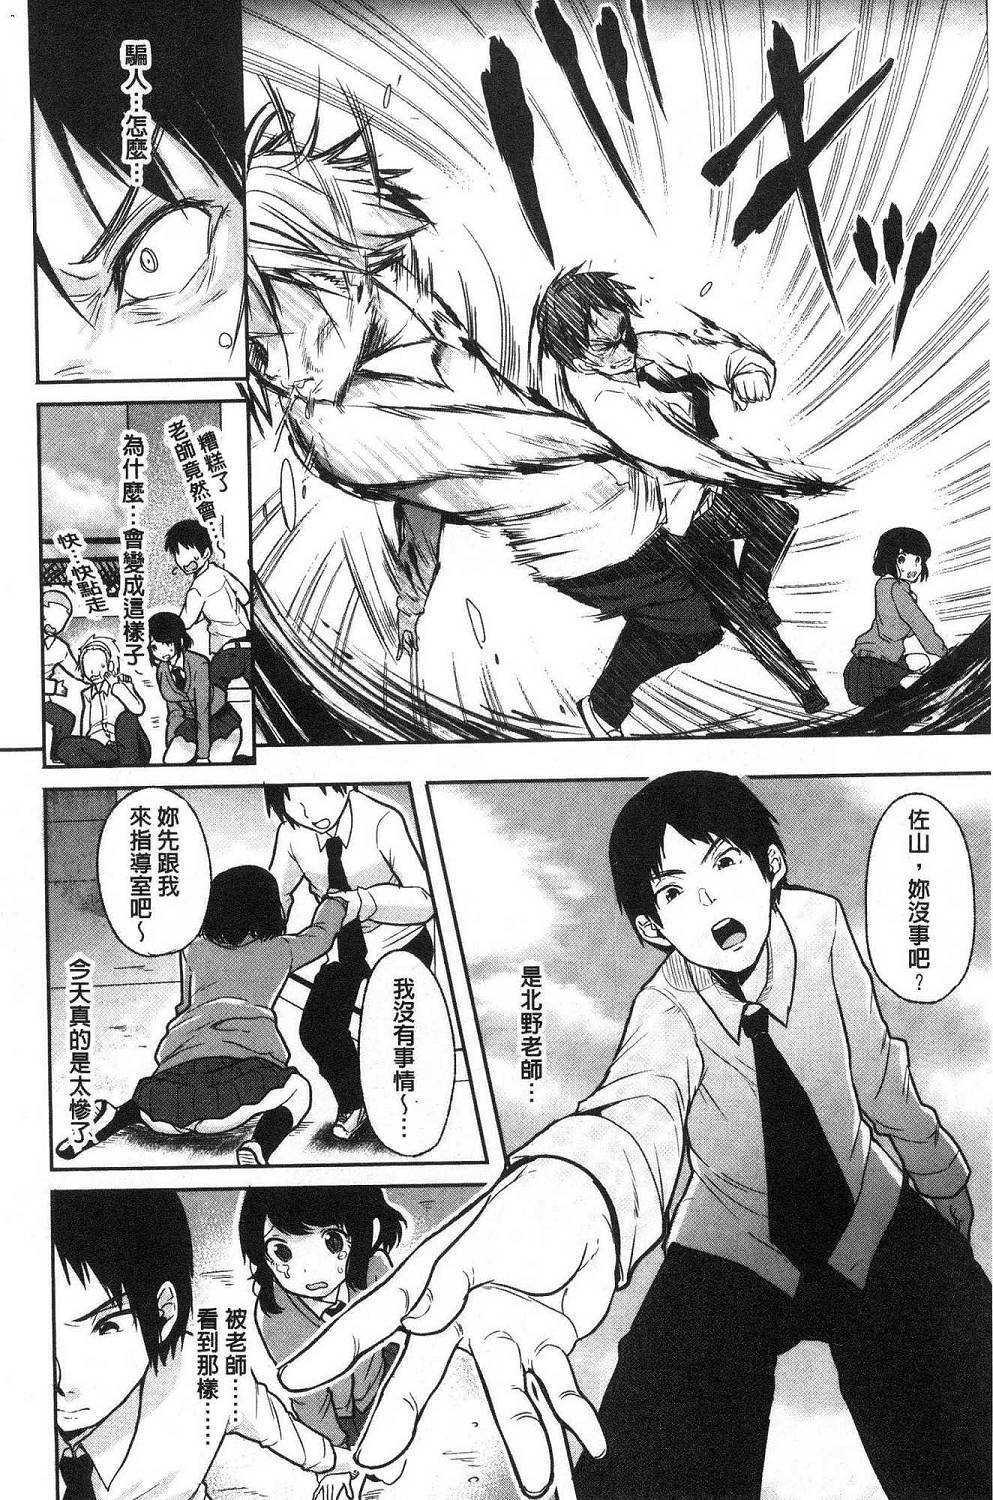 ドガッ
騙人…怎麼…
糟糕了
老師竟然會…～
為什麼…會變成這樣子
快…快點走
佐山，妳沒事吧？
是北野老師…
我沒有事情～…
妳先跟我
來指導室吧～
今天真的是太慘了
被老師……
看到那樣……